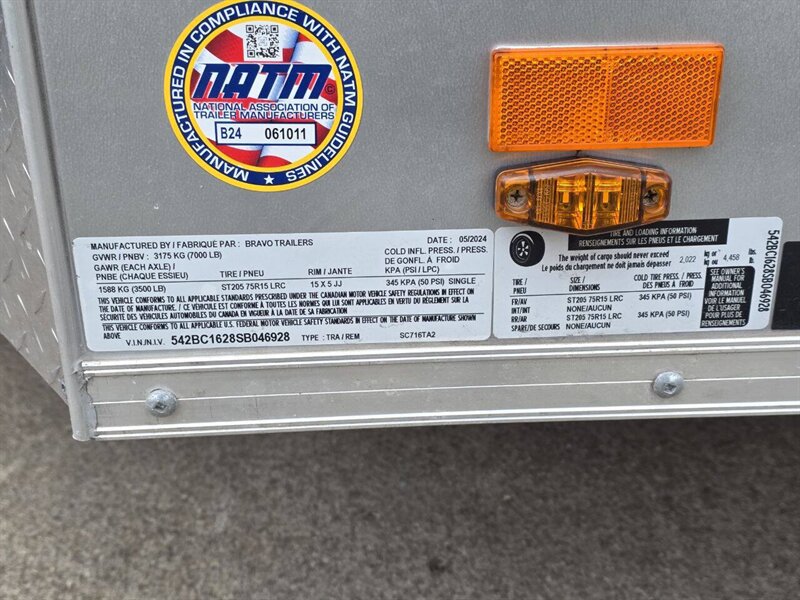 MANUFACTURED IN COMPLIANCE WITH NATM GUIDELINES
NATM
NATIONAL ASSOCIATION OF
TRAILER MANUFACTURERS
B24 061011
MANUFACTURED BY / FABRIQUÉ PAR : BRAVO TRAILERS DATE : 05/2024
GVWR / PNBV : 3175 KG (7000 LB) COLD INFL. PRESS. / PRESS.
GAWR (EACH AXLE) / DE GONFL. À FROID
PNBE (CHAQUE ESSIEU) TIRE / PNEU RIM / JANTE KPA (PSI / LPC)
1588 KG (3500 LB) ST205 75R15 LRC 15 X 5 JJ 345 KPA (50 PSI) SINGLE
THIS VEHICLE CONFORMS TO ALL APPLICABLE STANDARDS PRESCRIBED UNDER THE CANADIAN MOTOR VEHICLE SAFETY REGULATIONS IN EFFECT ON
THE DATE OF MANUFACTURE / CE VÉHICULE EST CONFORME À TOUTES LES NORMES QUI LUI SONT APPLICABLES EN VERTU DU RÈGLEMENT SUR LA
SÉCURITÉ DES VÉHICULES AUTOMOBILES DU CANADA EN VIGUEUR À LA DATE DE SA FABRICATION
THIS VEHICLE CONFORMS TO ALL APPLICABLE FEDERAL MOTOR VEHICLE SAFETY STANDARDS IN EFFECT ON THE DATE OF MANUFACTURE SHOWN
ABOVE
V.I.N./N.I.V. 542BC1628SB046928 TYPE : TRA / REM SC716TA2
TIRE AND LOADING INFORMATION
RENSEIGNEMENTS SUR LES PNEUS ET LE CHARGEMENT
The weight of cargo should never exceed
Le poids du chargement ne doit jamais dépasser 2,022 kg or kg ou 4,458
TIRE SIZE / COLD TIRE PRESS. / PRESS.
PNEU DIMENSIONS DES PNEUS À FROID
FR/AV ST205 75R15 LRC 345 KPA (50 PSI)
INT/INT NONE/AUCUN
RR/AR ST205 75R15 LRC 345 KPA (50 PSI)
SPARE/DE SECOURS NONE/AUCUN
SEE OWNER'S
MANUAL FOR
ADDITIONAL
INFORMATION
VOIR LE MANUEL
DE L'USAGER
POUR PLUS DE
RENSEIGNEMENTS
542BC1628SB046928